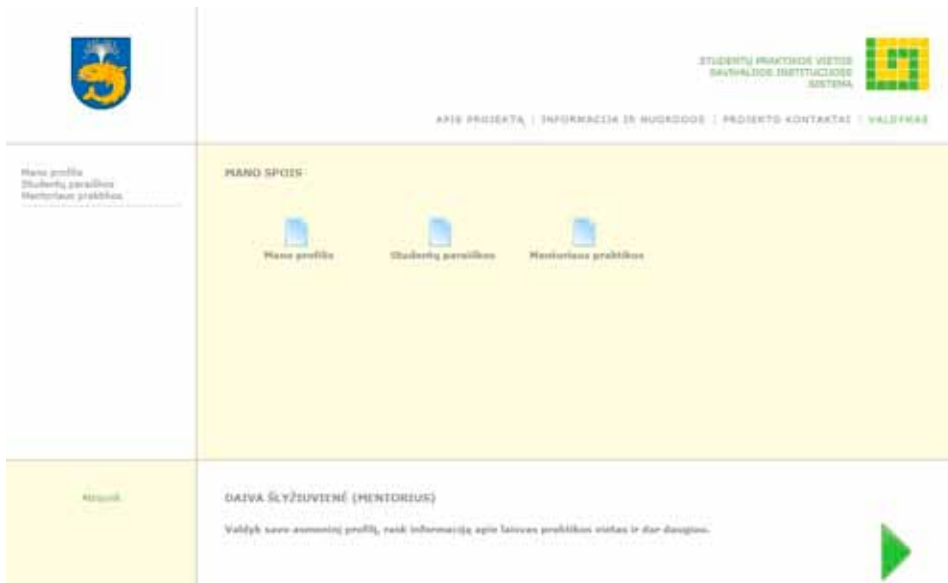 STUDENTŲ PRAKTIKOS VIETOS
SAVIVALDOS INSTITUCIJOSE
SISTEMA
APIE PROJEKTĄ | INFORMACIJA IR NUORODOS | PROJEKTO KONTAKTAI | VALDYMAS
Mano profilis
Studentų paraiškos
Mentoriaus praktikos
MANO SPOIS
Mano profilis Studentų paraiškos Mentoriaus praktikos
Atsijunk
DAIVA ŠLYŽIUVIENĖ (MENTORIUS)
Valdyk savo asmeninį profilį, rask informaciją apie laisvas praktikos vietas ir dar daugiau.